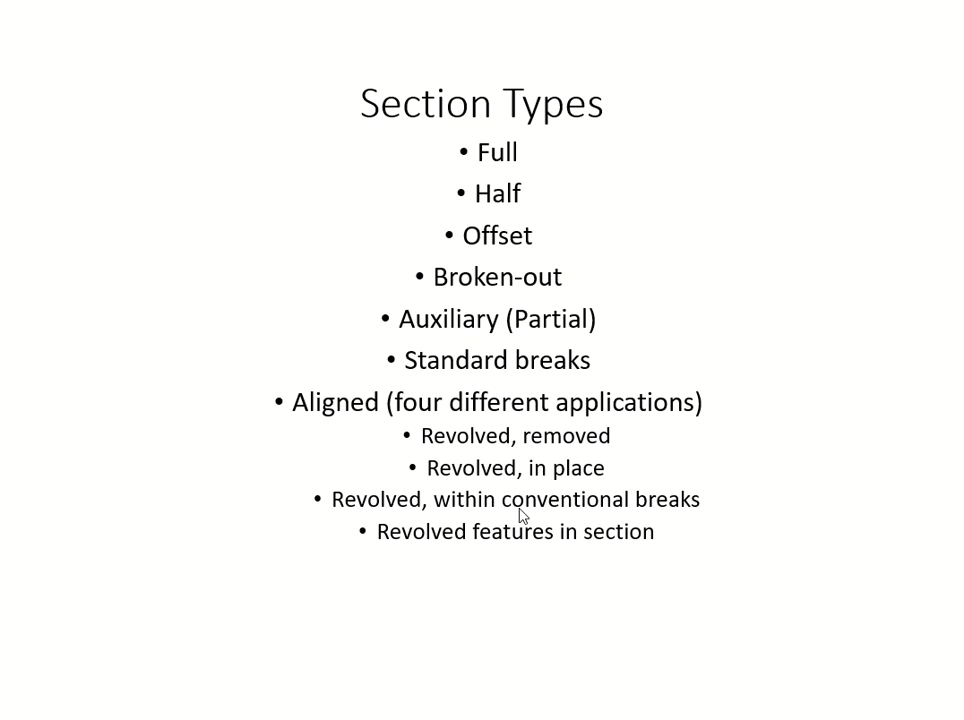 Section Types
• Full
• Half
• Offset
• Broken-out
• Auxiliary (Partial)
• Standard breaks
• Aligned (four different applications)
• Revolved, removed
• Revolved, in place
• Revolved, within conventional breaks
• Revolved features in section